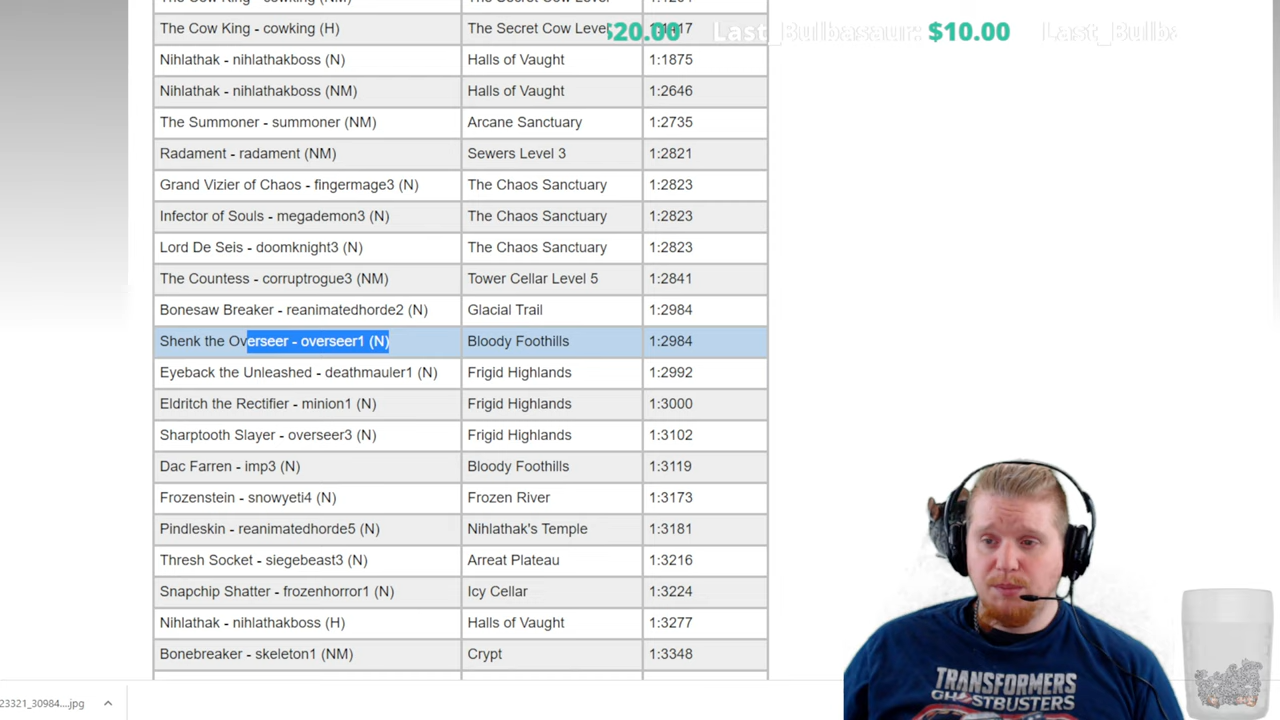 The Cow King - cowking (H) The Secret Cow Level $20.00 1:1417 Last_Bulbasaur: $10.00
Nihlathak - nihlathakboss (N) Halls of Vaught 1:1875
Nihlathak - nihlathakboss (NM) Halls of Vaught 1:2646
The Summoner - summoner (NM) Arcane Sanctuary 1:2735
Radament - radament (NM) Sewers Level 3 1:2821
Grand Vizier of Chaos - fingermage3 (N) The Chaos Sanctuary 1:2823
Infector of Souls - megademon3 (N) The Chaos Sanctuary 1:2823
Lord De Seis - doomknight3 (N) The Chaos Sanctuary 1:2823
The Countess - corruptrogue3 (NM) Tower Cellar Level 5 1:2841
Bonesaw Breaker - reanimatedhorde2 (N) Glacial Trail 1:2984
Shenk the Overseer - overseer1 (N) Bloody Foothills 1:2984
Eyeback the Unleashed - deathmauler1 (N) Frigid Highlands 1:2992
Eldritch the Rectifier - minion1 (N) Frigid Highlands 1:3000
Sharptooth Slayer - overseer3 (N) Frigid Highlands 1:3102
Dac Farren - imp3 (N) Bloody Foothills 1:3119
Frozenstein - snowyeti4 (N) Frozen River 1:3173
Pindleskin - reanimatedhorde5 (N) Nihlathak's Temple 1:3181
Thresh Socket - siegebeast3 (N) Arreat Plateau 1:3216
Snapchip Shatter - frozenhorror1 (N) Icy Cellar 1:3224
Nihlathak - nihlathakboss (H) Halls of Vaught 1:3277
Bonebreaker - skeleton1 (NM) Crypt 1:3348
23321_30984....jpg
TRANSFORMERS
GHOSTBUSTERS